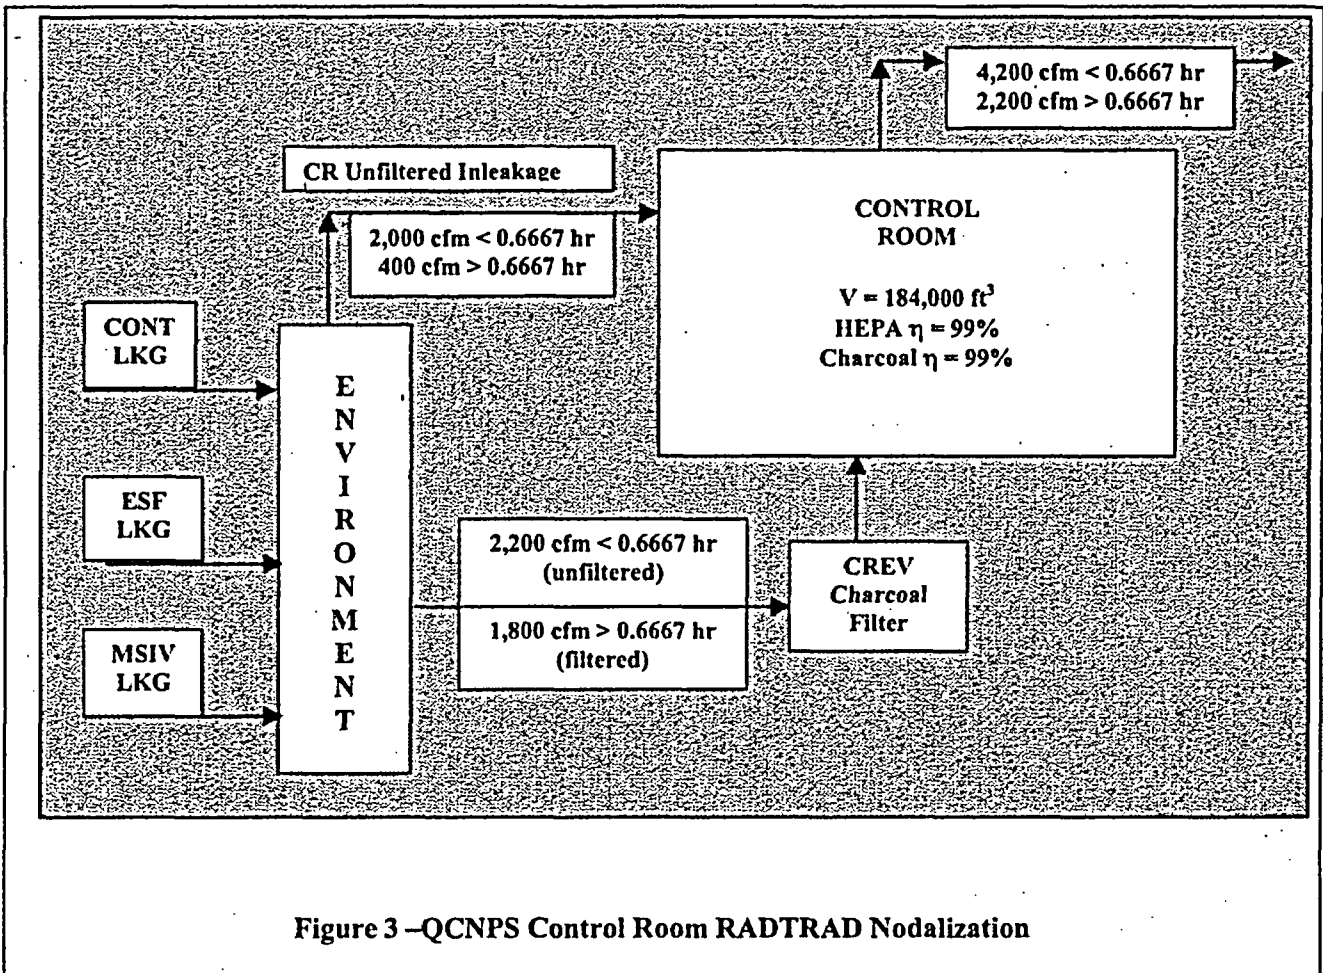 4,200 cfm < 0.6667 hr
2,200 cfm > 0.6667 hr
CR Unfiltered Inleakage
2,000 cfm < 0.6667 hr
400 cfm > 0.6667 hr
CONTROL
ROOM
V = 184,000 ft³
HEPA η = 99%
Charcoal η = 99%
CONT
LKG
ESF
LKG
MSIV
LKG
E
N
V
I
R
O
N
M
E
N
T
2,200 cfm < 0.6667 hr
(unfiltered)
1,800 cfm > 0.6667 hr
(filtered)
CREV
Charcoal
Filter
Figure 3 –QCNPS Control Room RADTRAD Nodalization